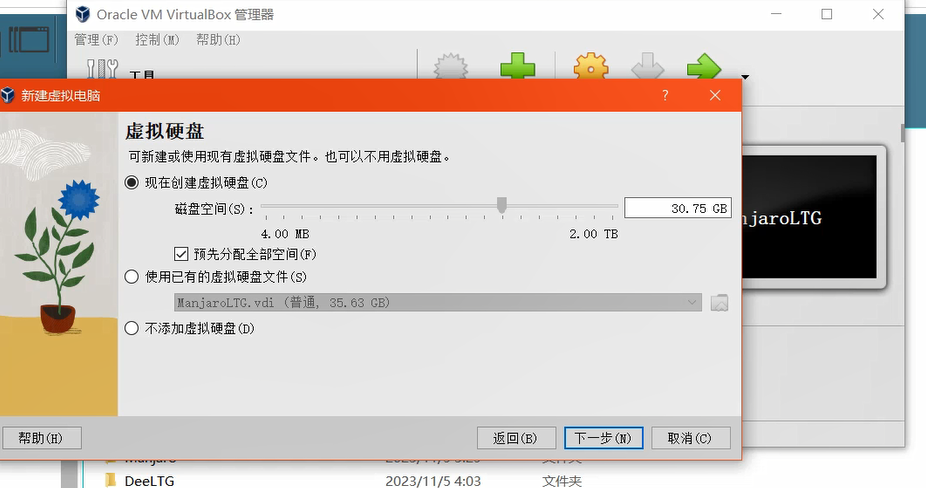 Oracle VM VirtualBox 管理器
管理(F) 控制(M) 帮助(H)
工具
新建虚拟电脑
虚拟硬盘
可新建或使用现有虚拟硬盘文件。也可以不用虚拟硬盘。
现在创建虚拟硬盘(C)
磁盘空间(S)： 30.75 GB
4.00 MB 2.00 TB
预先分配全部空间(F)
使用已有的虚拟硬盘文件(S)
ManjaroLTG.vdi (普通, 35.63 GB)
不添加虚拟硬盘(D)
njaroLTG
帮助(H) 返回(B) 下一步(N) 取消(C)
DeeLTG 2023/11/5 4:03 文件夹